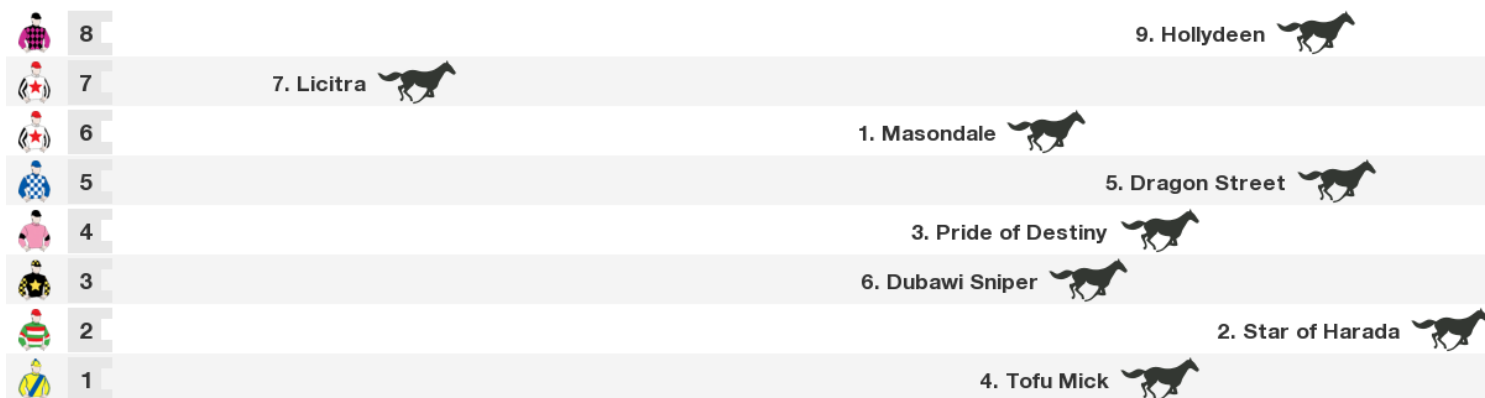 8 9. Hollydeen
7 7. Licitra
6 1. Masondale
5 5. Dragon Street
4 3. Pride of Destiny
3 6. Dubawi Sniper
2 2. Star of Harada
1 4. Tofu Mick